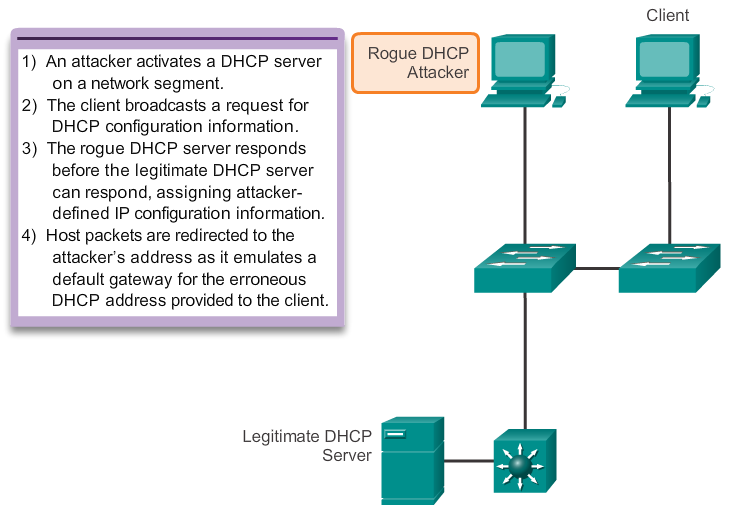 Client
Rogue DHCP
Attacker
1) An attacker activates a DHCP server
on a network segment.
2) The client broadcasts a request for
DHCP configuration information.
3) The rogue DHCP server responds
before the legitimate DHCP server
can respond, assigning attacker-
defined IP configuration information.
4) Host packets are redirected to the
attacker's address as it emulates a
default gateway for the erroneous
DHCP address provided to the client.
Legitimate DHCP
Server